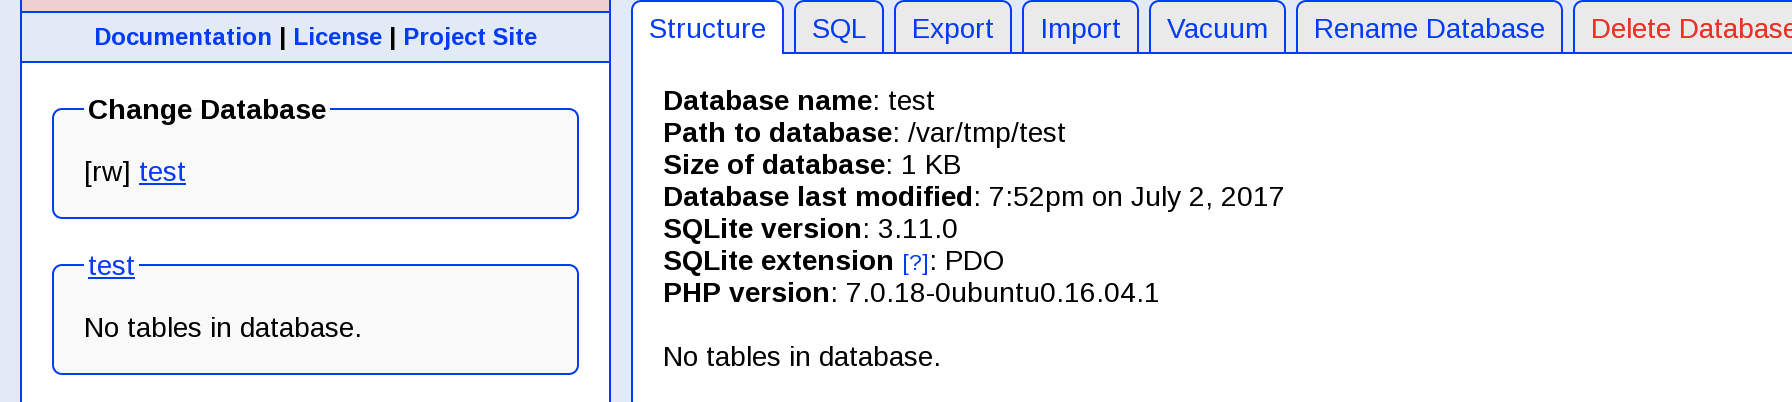 Documentation | License | Project Site
Change Database
[rw] test
test
No tables in database.
Structure
SQL
Export
Import
Vacuum
Rename Database
Delete Database
Database name: test
Path to database: /var/tmp/test
Size of database: 1 KB
Database last modified: 7:52pm on July 2, 2017
SQLite version: 3.11.0
SQLite extension [?]: PDO
PHP version: 7.0.18-0ubuntu0.16.04.1
No tables in database.